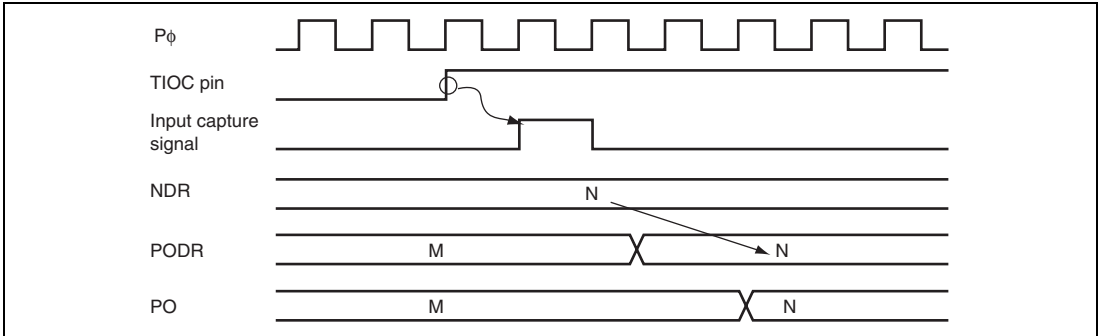 Pϕ
TIOC pin
Input capture
signal
NDR N
PODR M N
PO M N